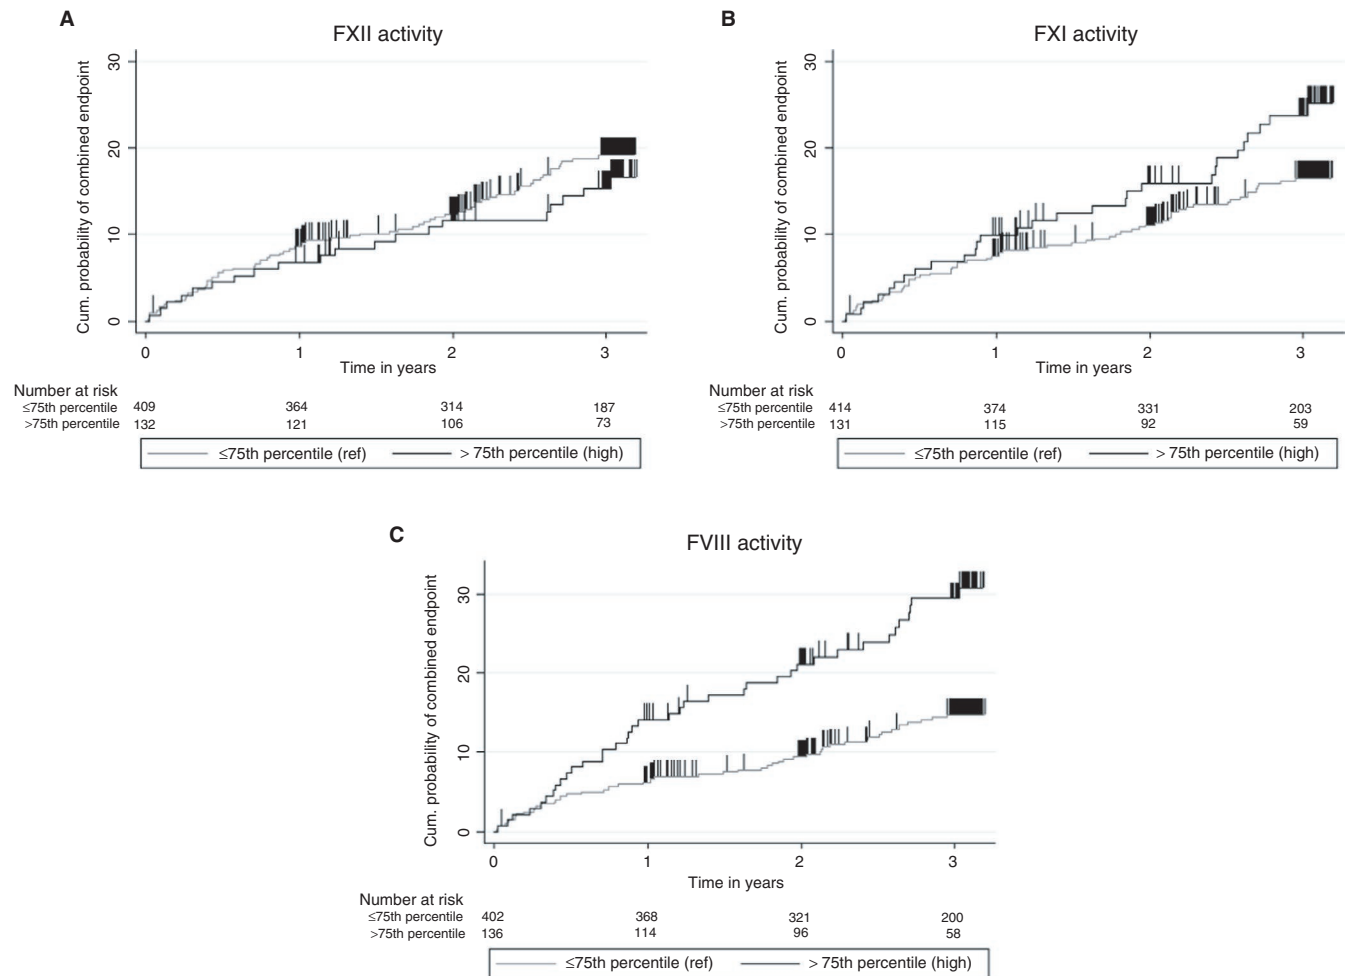 A
FXII activity
Cum. probability of combined endpoint
30
20
10
0
0 1 2 3
Time in years
Number at risk
≤75th percentile 409 364 314 187
>75th percentile 132 121 106 73
≤75th percentile (ref) > 75th percentile (high)
B
FXI activity
Cum. probability of combined endpoint
30
20
10
0
0 1 2 3
Time in years
Number at risk
≤75th percentile 414 374 331 203
>75th percentile 131 115 92 59
≤75th percentile (ref) > 75th percentile (high)
C
FVIII activity
Cum. probability of combined endpoint
30
20
10
0
0 1 2 3
Time in years
Number at risk
≤75th percentile 402 368 321 200
>75th percentile 136 114 96 58
≤75th percentile (ref) > 75th percentile (high)